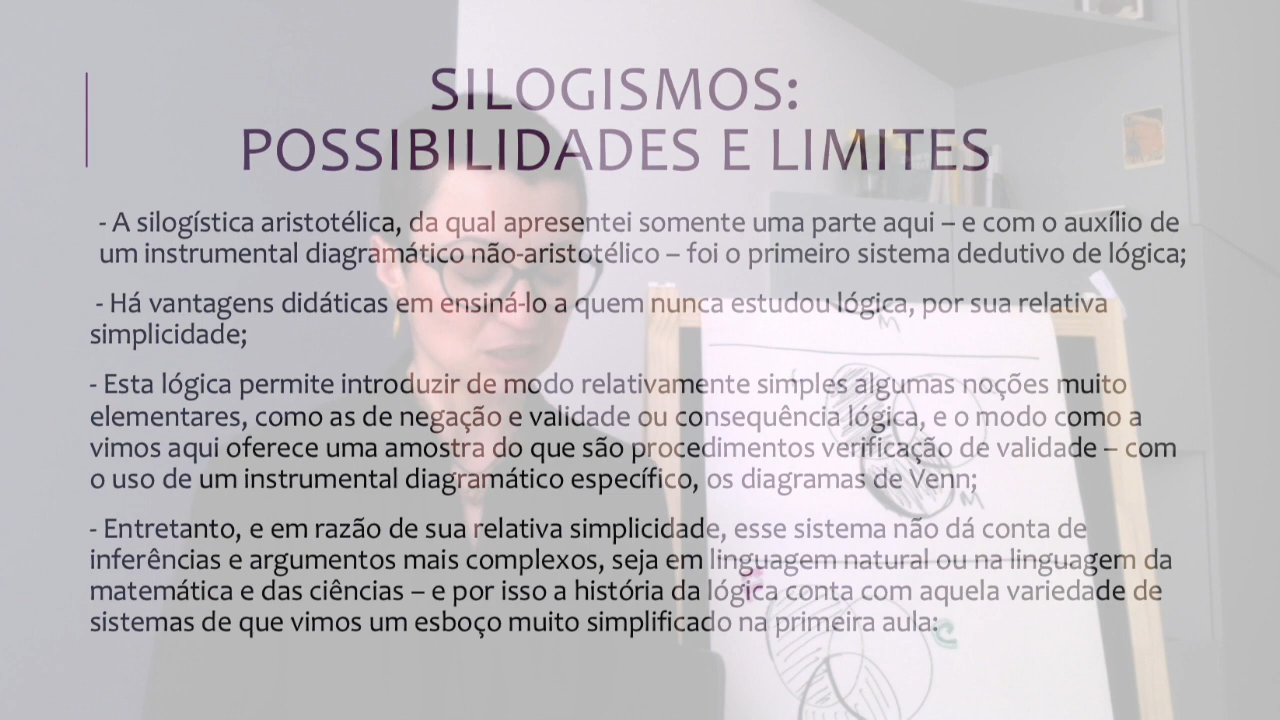 SILOGISMOS:
POSSIBILIDADES E LIMITES
- A silogística aristotélica, da qual apresentei somente uma parte aqui – e com o auxílio de
um instrumental diagramático não-aristotélico – foi o primeiro sistema dedutivo de lógica;
- Há vantagens didáticas em ensiná-lo a quem nunca estudou lógica, por sua relativa
simplicidade;
- Esta lógica permite introduzir de modo relativamente simples algumas noções muito
elementares, como as de negação e validade ou consequência lógica, e o modo como a
vimos aqui oferece uma amostra do que são procedimentos verificação de validade – com
o uso de um instrumental diagramático específico, os diagramas de Venn;
- Entretanto, e em razão de sua relativa simplicidade, esse sistema não dá conta de
inferências e argumentos mais complexos, seja em linguagem natural ou na linguagem da
matemática e das ciências – e por isso a história da lógica conta com aquela variedade de
sistemas de que vimos um esboço muito simplificado na primeira aula:
M
M
C